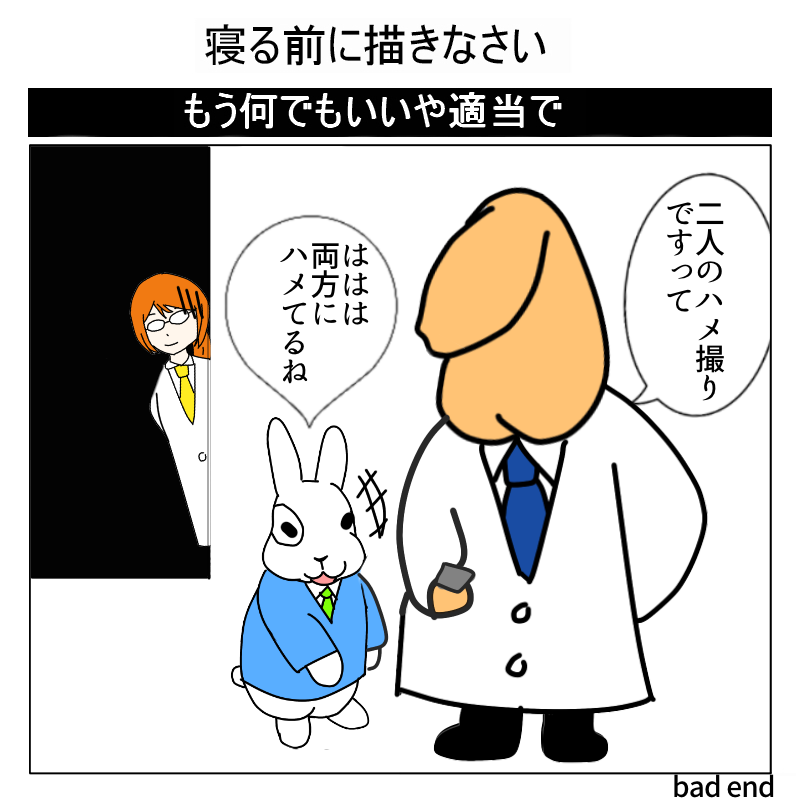 寝る前に描きなさい
もう何でもいいや適当で
二人のハメ撮り
ですって
ははは
両方に
ハメてるね
bad end